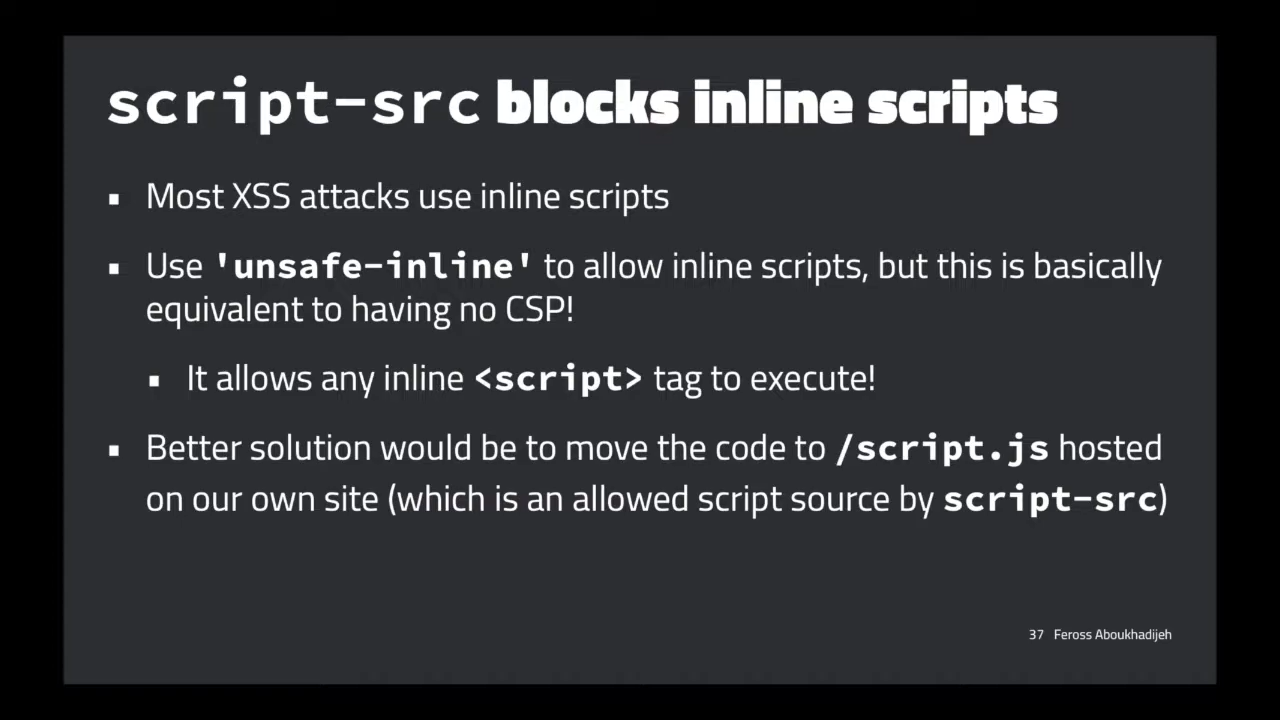 script-src blocks inline scripts
▪ Most XSS attacks use inline scripts
▪ Use 'unsafe-inline' to allow inline scripts, but this is basically
equivalent to having no CSP!
▪ It allows any inline <script> tag to execute!
▪ Better solution would be to move the code to /script.js hosted
on our own site (which is an allowed script source by script-src)
37 Feross Aboukhadijeh